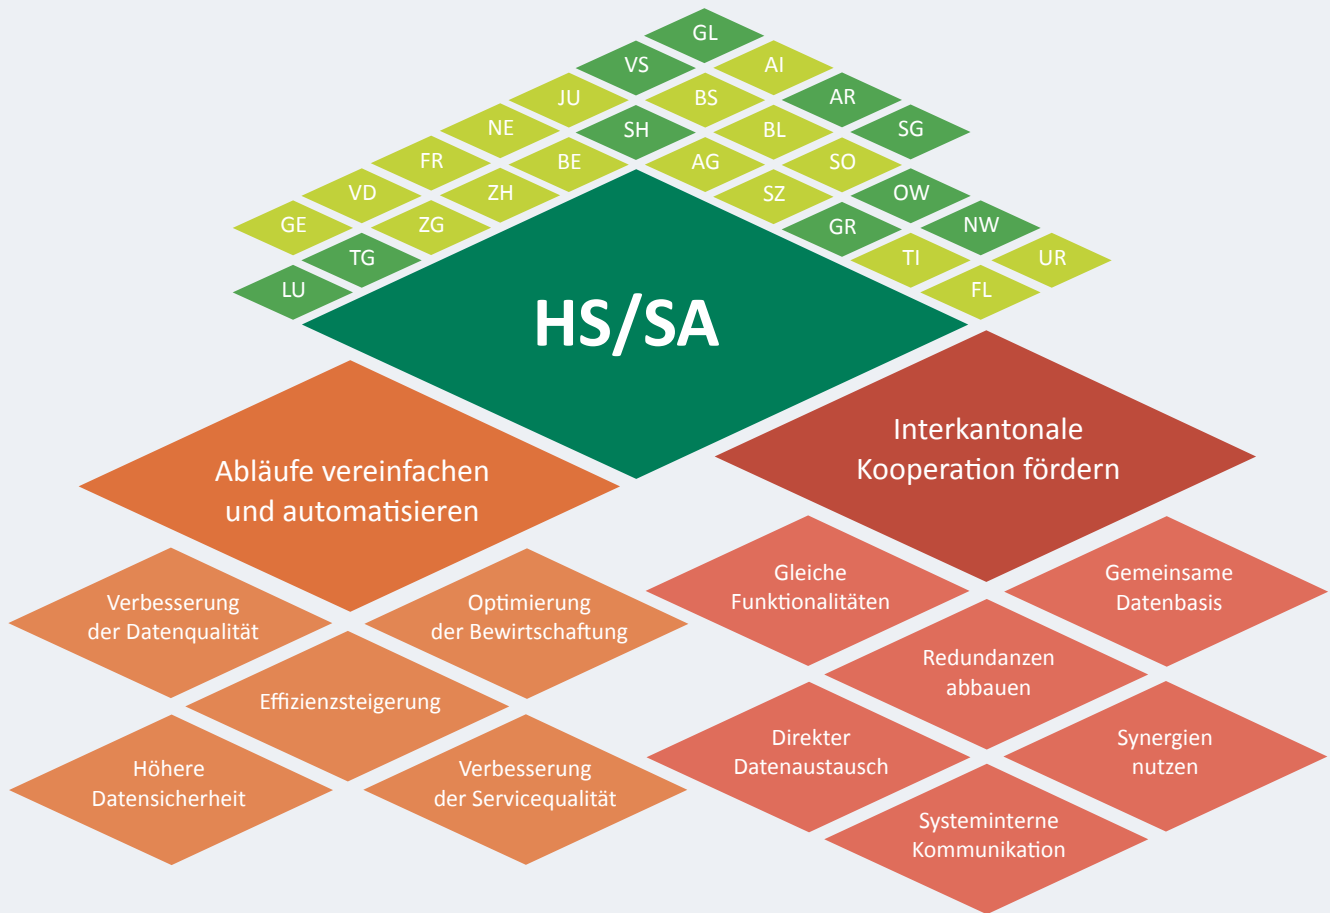 GL
VS
AI
JU
BS
AR
NE
SH
BL
SG
FR
BE
AG
SO
VD
ZH
SZ
OW
GE
ZG
GR
NW
TG
TI
UR
LU
FL
HS/SA
Abläufe vereinfachen
und automatisieren
Verbesserung
der Datenqualität
Optimierung
der Bewirtschaftung
Effizienzsteigerung
Höhere
Datensicherheit
Verbesserung
der Servicequalität
Interkantonale
Kooperation fördern
Gleiche
Funktionalitäten
Gemeinsame
Datenbasis
Redundanzen
abbauen
Direkter
Datenaustausch
Synergien
nutzen
Systeminterne
Kommunikation